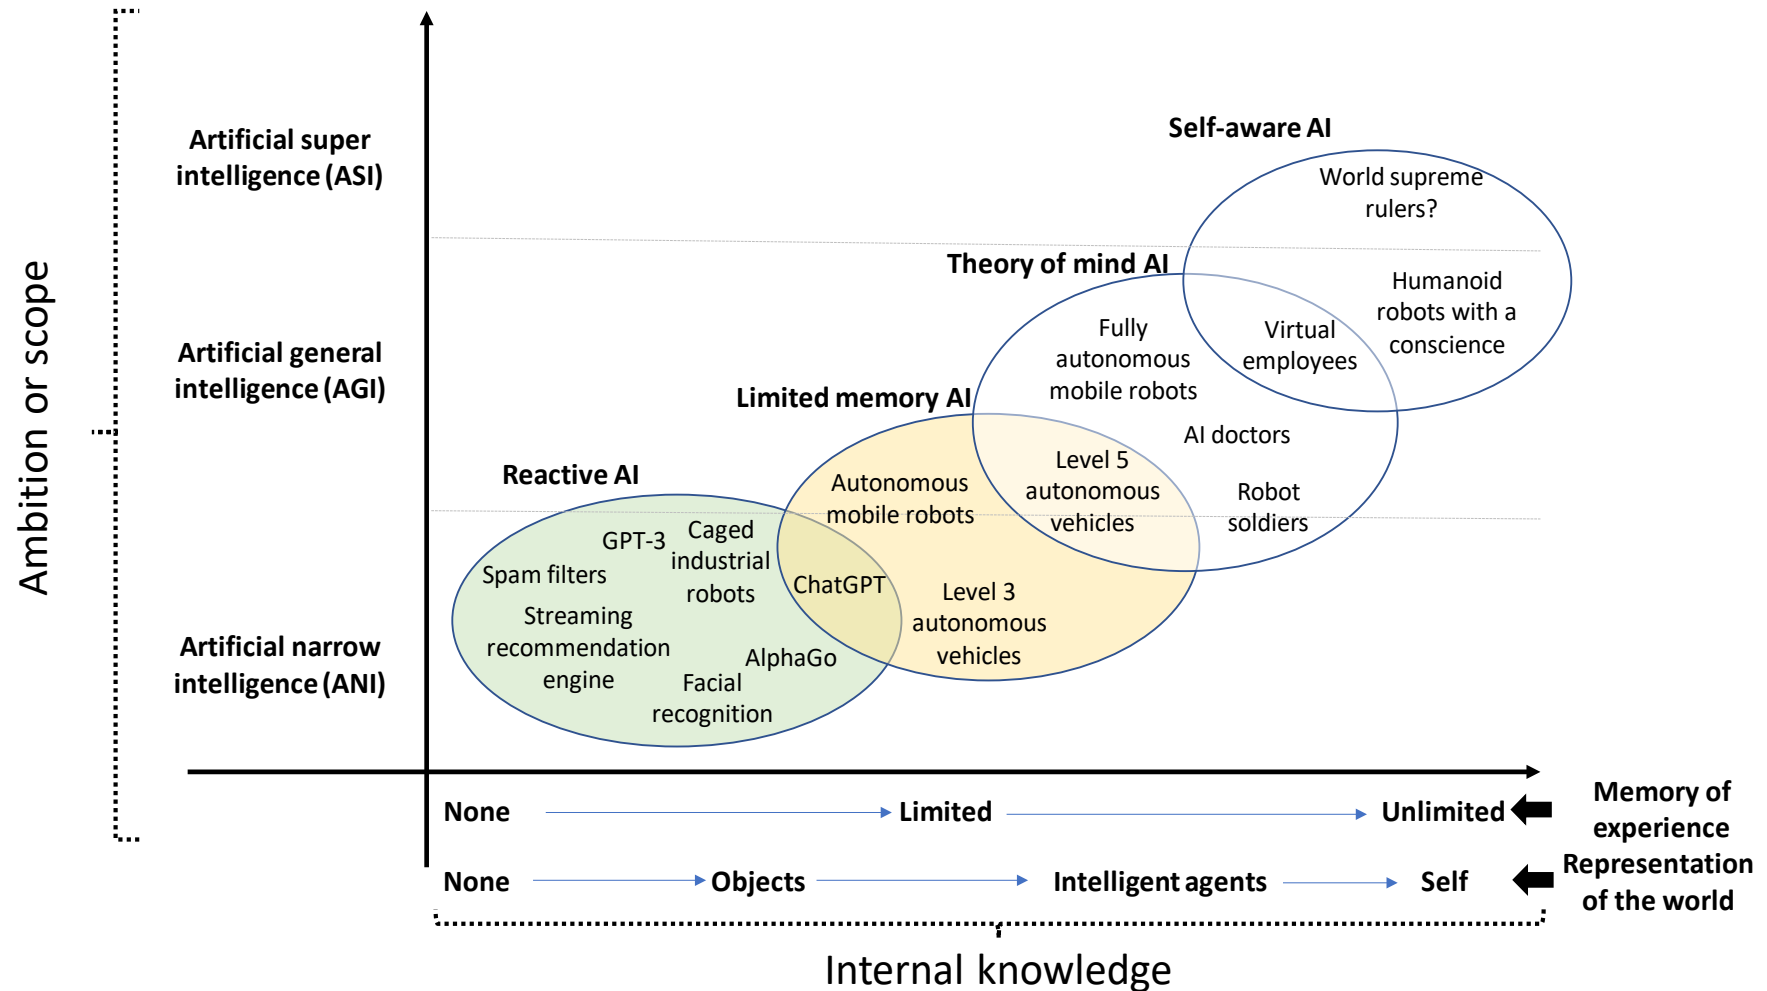 Ambition or scope
Artificial super
intelligence (ASI)
Artificial general
intelligence (AGI)
Artificial narrow
intelligence (ANI)
Self-aware AI
World supreme
rulers?
Humanoid
robots with a
conscience
Virtual
employees
Theory of mind AI
Fully
autonomous
mobile robots
AI doctors
Robot
soldiers
Level 5
autonomous
vehicles
Limited memory AI
Autonomous
mobile robots
Level 3
autonomous
vehicles
ChatGPT
Reactive AI
GPT-3
Caged
industrial
robots
Spam filters
Streaming
recommendation
engine
AlphaGo
Facial
recognition
None
Limited
Unlimited
Memory of
experience
None
Objects
Intelligent agents
Self
Representation
of the world
Internal knowledge